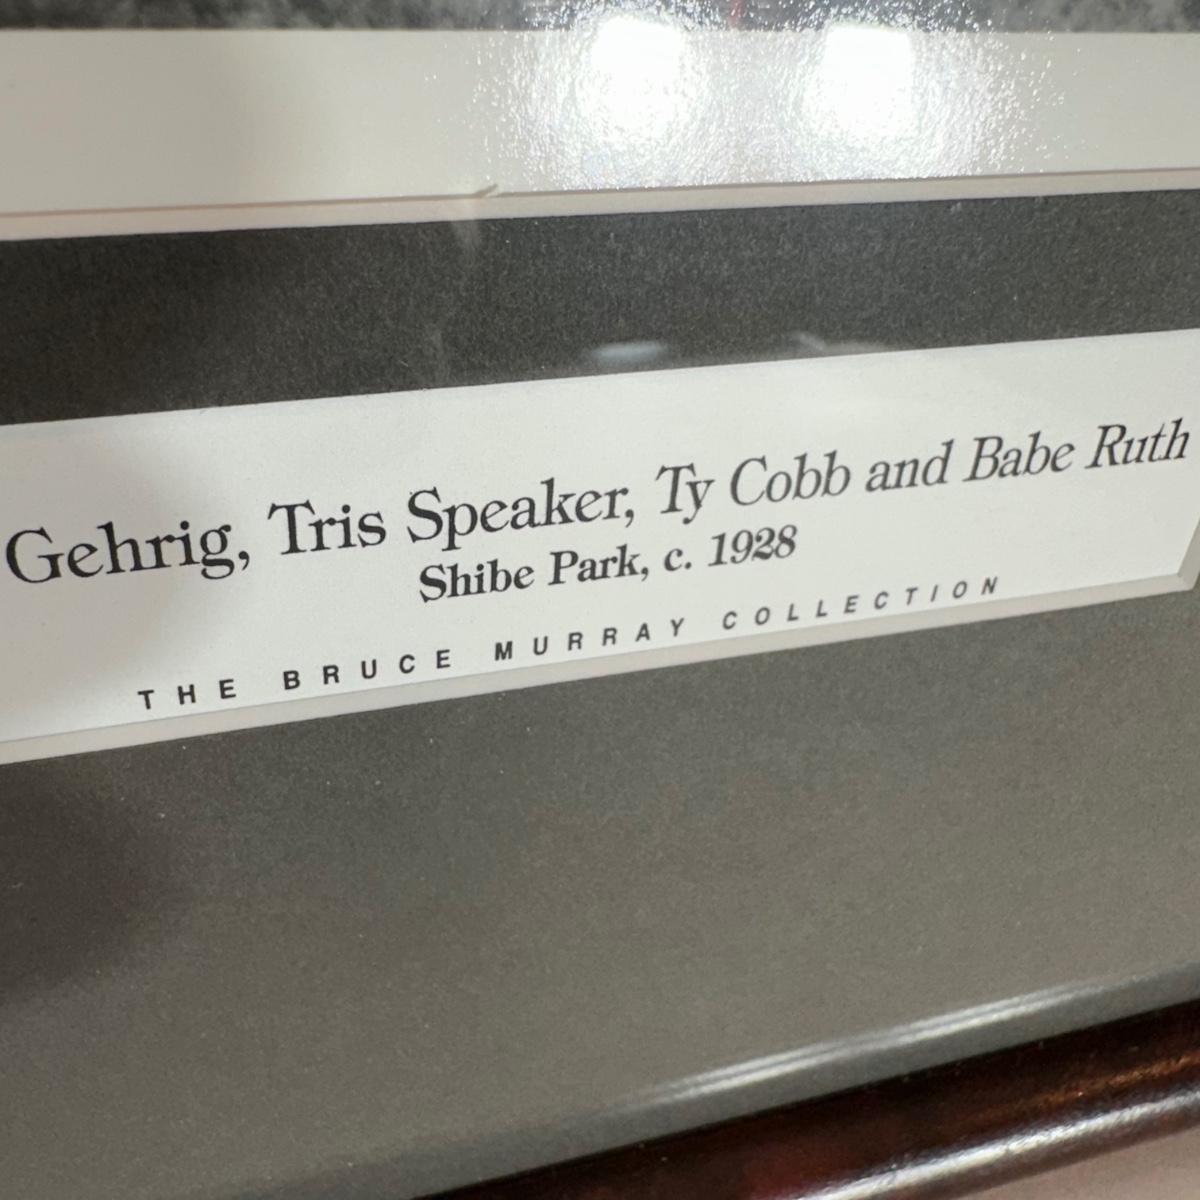 Gehrig, Tris Speaker, Ty Cobb and Babe Ruth
Shibe Park, c. 1928
THE BRUCE MURRAY COLLECTION